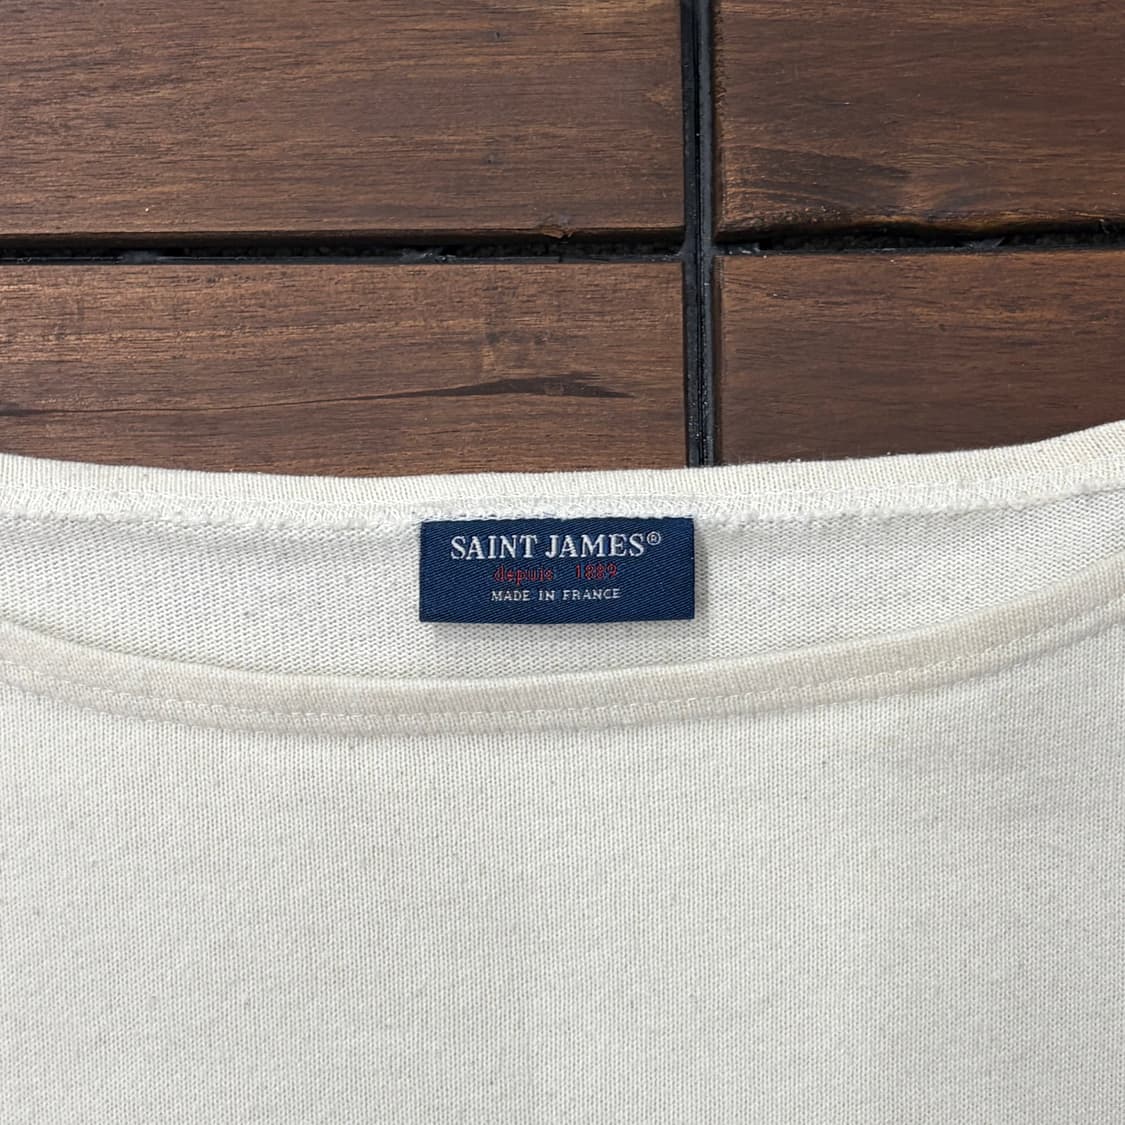 SAINT JAMES®
depuis 1889
MADE IN FRANCE